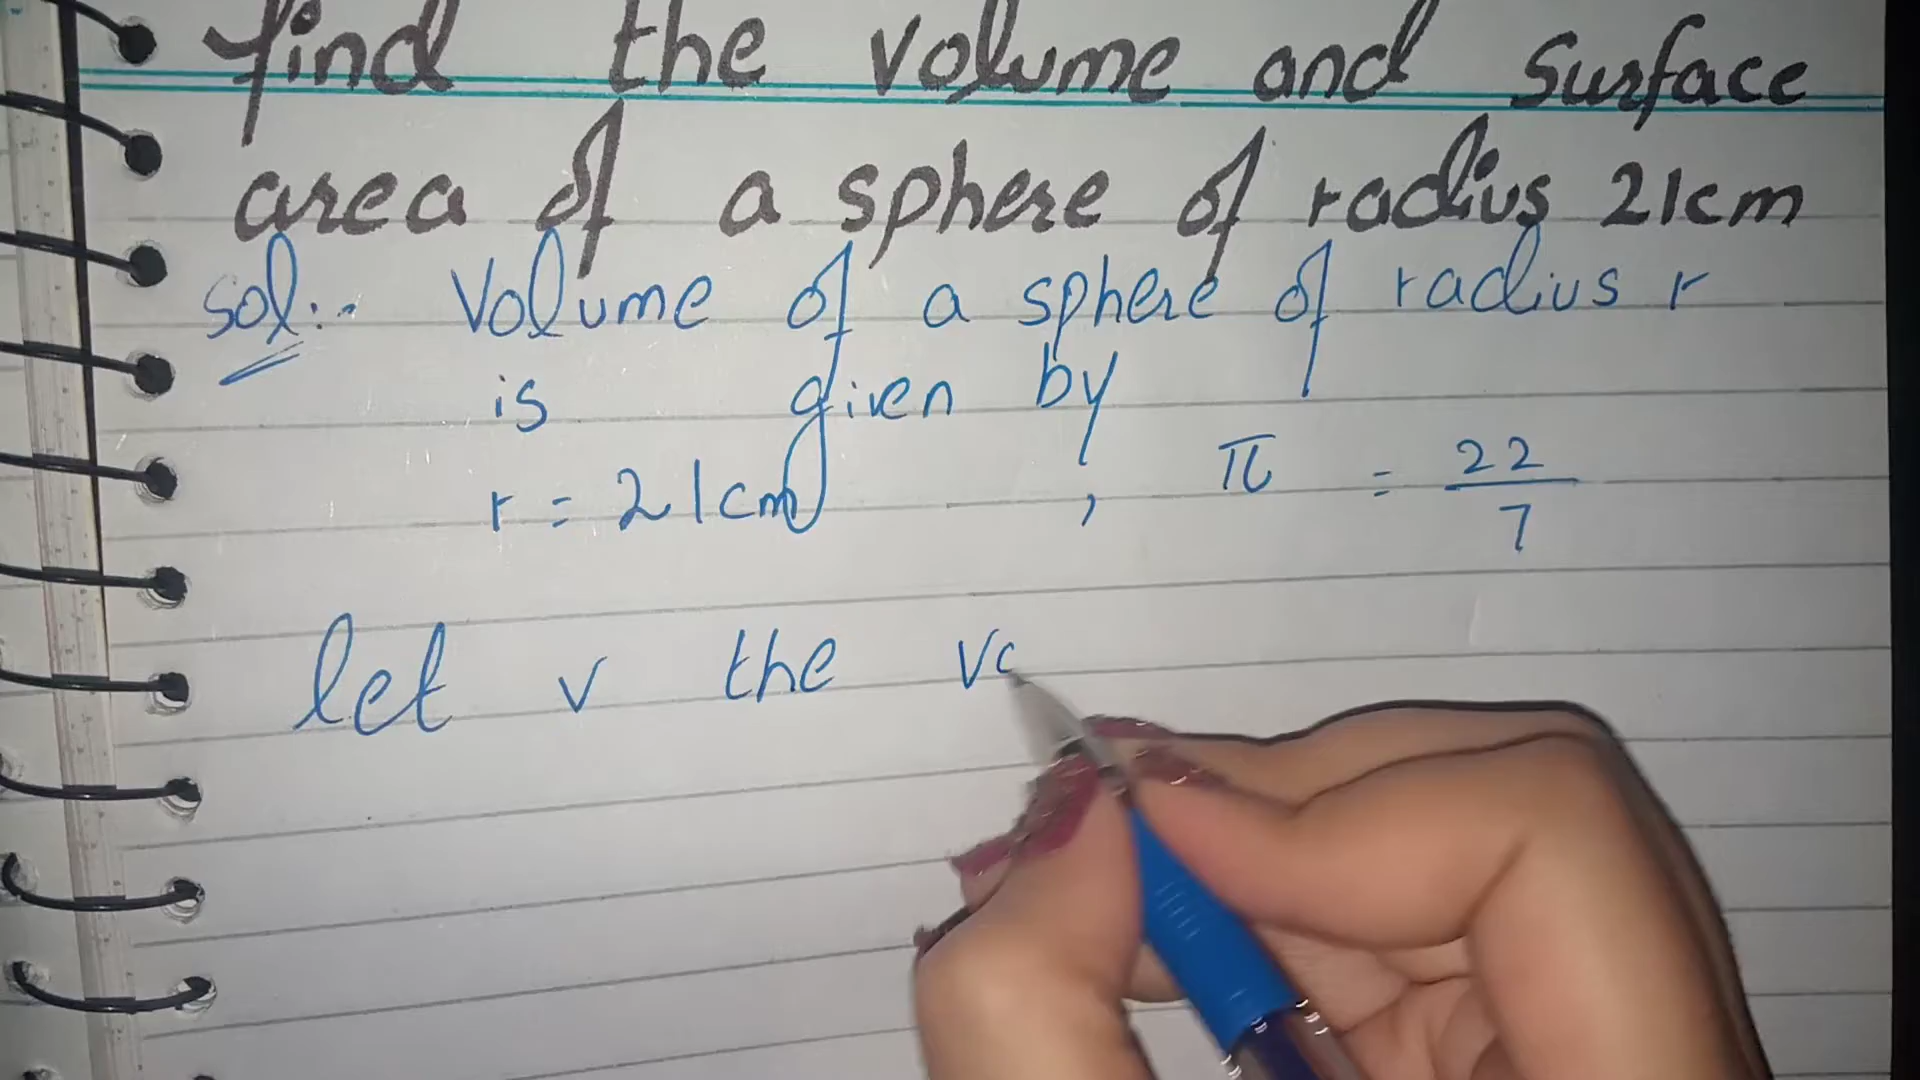 find the volume and surface
area of a sphere of radius 21cm
sol:- Volume of a sphere of radius r
is given by
r = 21cm , π = 22/7
let v the vo